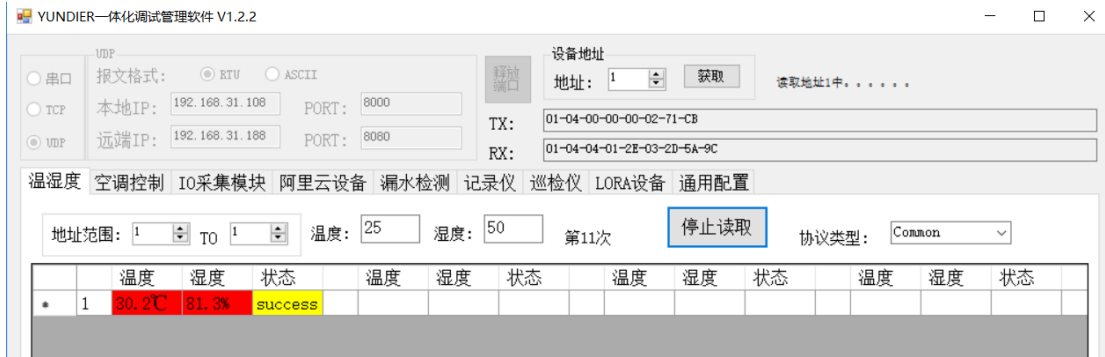 YUNDIER一体化调试管理软件 V1.2.2
UDP
设备地址
串口
报文格式: RTU ASCII
释放端口
地址: 1 获取 读取地址1中。。。。。。
TCP
本地IP: 192.168.31.108 PORT: 8000
TX: 01-04-00-00-00-02-71-CB
UDP
远端IP: 192.168.31.188 PORT: 8080
RX: 01-04-04-01-2E-03-2D-5A-9C
温湿度 空调控制 IO采集模块 阿里云设备 漏水检测 记录仪 巡检仪 LORA设备 通用配置
地址范围: 1 TO 1 温度: 25 湿度: 50 第11次 停止读取 协议类型: Common
温度 湿度 状态 温度 湿度 状态 温度 湿度 状态 温度 湿度 状态
* 1 30.2℃ 81.3% success